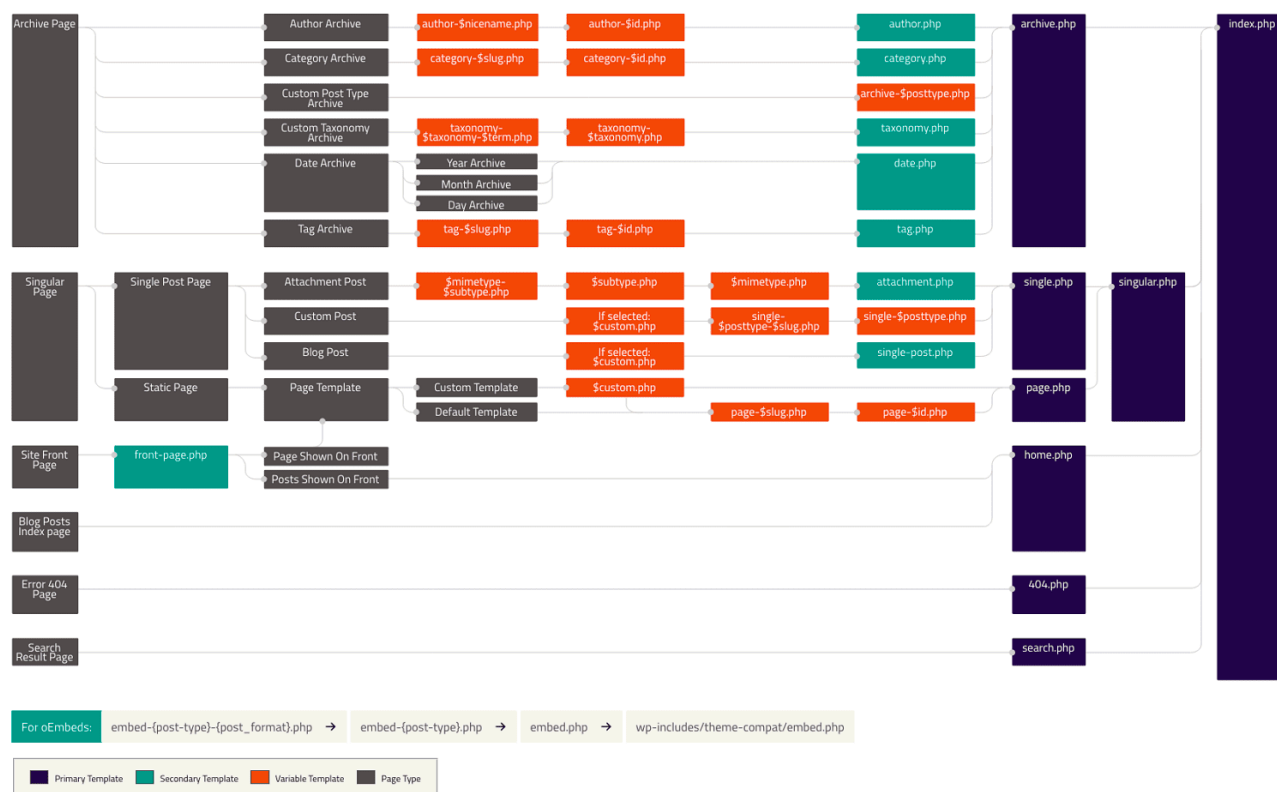 Archive Page
Author Archive
author-$nicename.php
author-$id.php
author.php
archive.php
index.php
Category Archive
category-$slug.php
category-$id.php
category.php
Custom Post Type
Archive
archive-$posttype.php
Custom Taxonomy
Archive
taxonomy-
$taxonomy-$term.php
taxonomy-
$taxonomy.php
taxonomy.php
Date Archive
Year Archive
Month Archive
Day Archive
date.php
Tag Archive
tag-$slug.php
tag-$id.php
tag.php
Singular
Page
Single Post Page
Attachment Post
$mimetype-
$subtype.php
$subtype.php
$mimetype.php
attachment.php
single.php
singular.php
Custom Post
If selected:
$custom.php
single-
$posttype-$slug.php
single-$posttype.php
Blog Post
If selected:
$custom.php
single-post.php
Static Page
Page Template
Custom Template
$custom.php
page.php
Default Template
page-$slug.php
page-$id.php
Site Front
Page
front-page.php
Page Shown On Front
Posts Shown On Front
home.php
Blog Posts
Index page
Error 404
Page
404.php
Search
Result Page
search.php
For oEmbeds:
embed-{post-type}-{post_format}.php →
embed-{post-type}.php →
embed.php →
wp-includes/theme-compat/embed.php
Primary Template
Secondary Template
Variable Template
Page Type